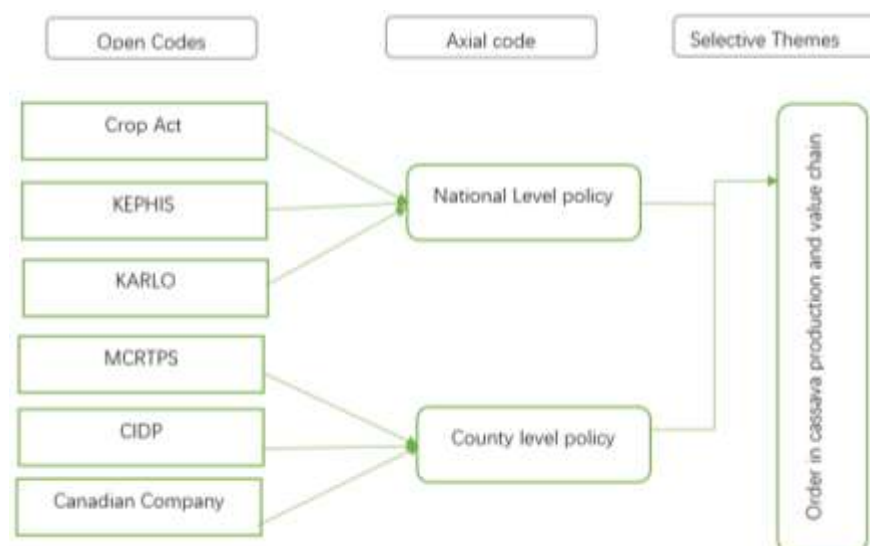 Open Codes
Axial code
Selective Themes
Crop Act
KEPHIS
KARLO
MCRTPS
CIDP
Canadian Company
National Level policy
County level policy
Order in cassava production and value chain